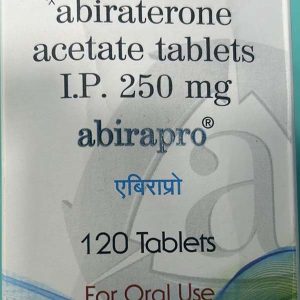 *abiraterone
acetate tablets
I.P. 250 mg
abirapro®
एबिराप्रो
120 Tablets
For Oral Use